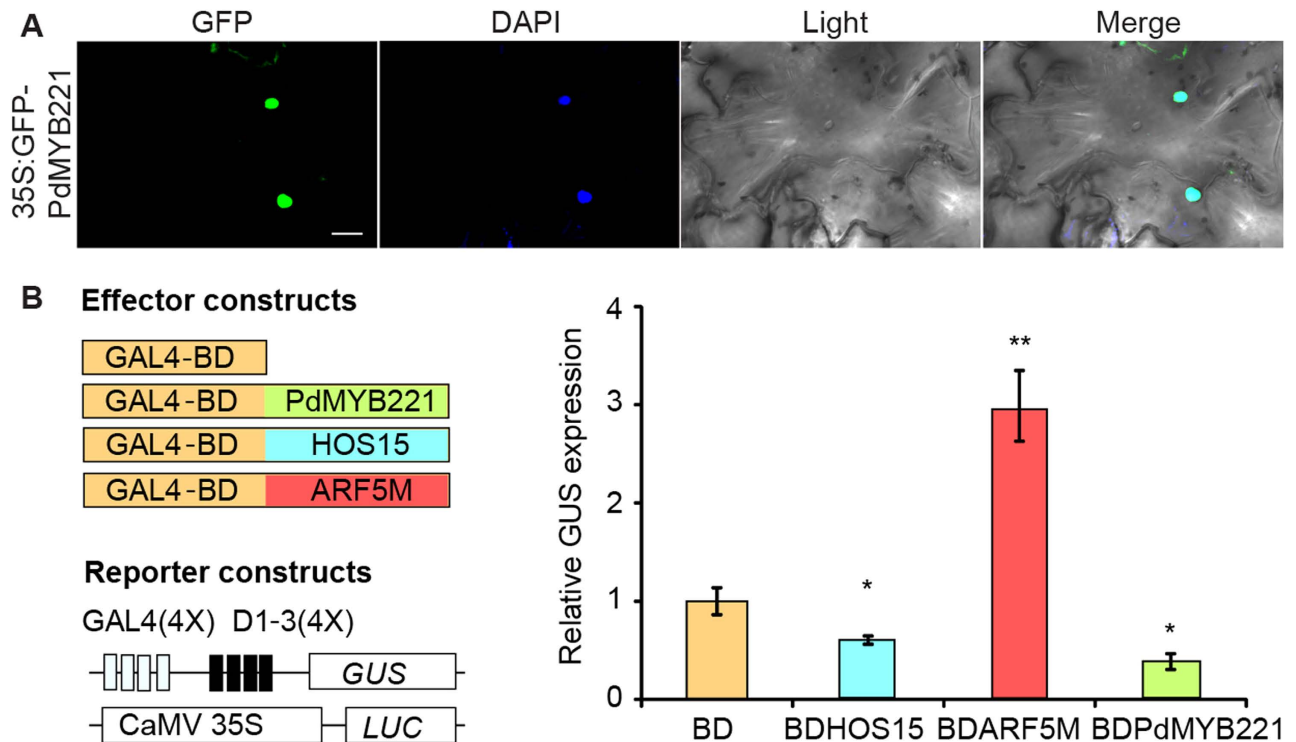 A
GFP
DAPI
Light
Merge
35S:GFP-
PdMYB221
B
Effector constructs
GAL4-BD
GAL4-BD PdMYB221
GAL4-BD HOS15
GAL4-BD ARF5M
Reporter constructs
GAL4(4X) D1-3(4X)
GUS
CaMV 35S LUC
Relative GUS expression
4
3
2
1
0
*
**
*
BD BDHOS15 BDARF5M BDPdMYB221